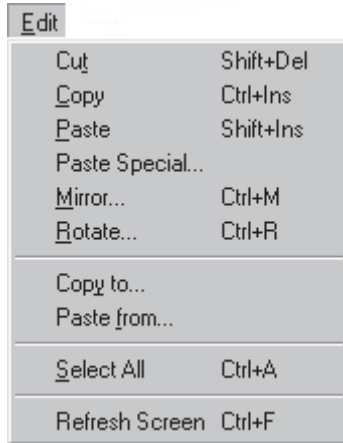 Edit
Cut Shift+Del
Copy Ctrl+Ins
Paste Shift+Ins
Paste Special...
Mirror... Ctrl+M
Rotate... Ctrl+R
Copy to...
Paste from...
Select All Ctrl+A
Refresh Screen Ctrl+F